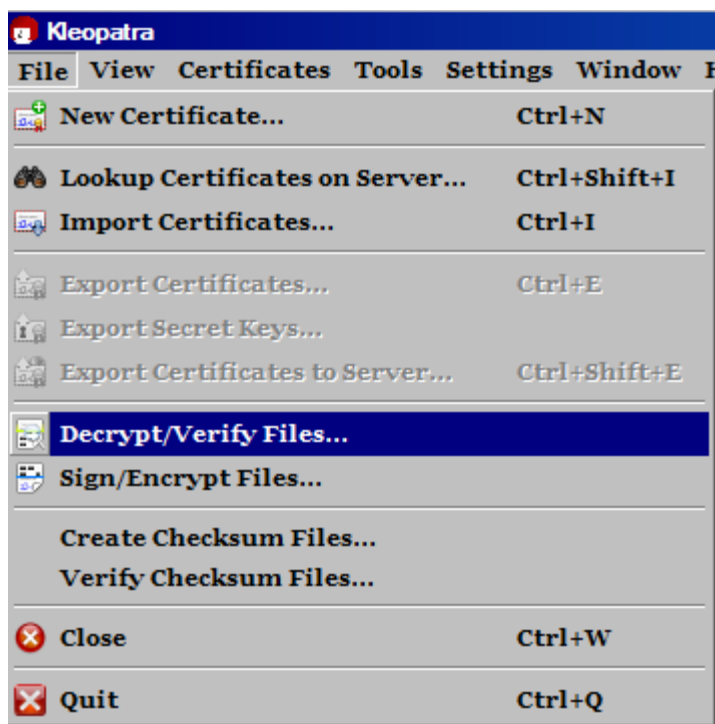 Kleopatra
File View Certificates Tools Settings Window
New Certificate... Ctrl+N
Lookup Certificates on Server... Ctrl+Shift+I
Import Certificates... Ctrl+I
Export Certificates... Ctrl+E
Export Secret Keys...
Export Certificates to Server... Ctrl+Shift+E
Decrypt/Verify Files...
Sign/Encrypt Files...
Create Checksum Files...
Verify Checksum Files...
Close Ctrl+W
Quit Ctrl+Q